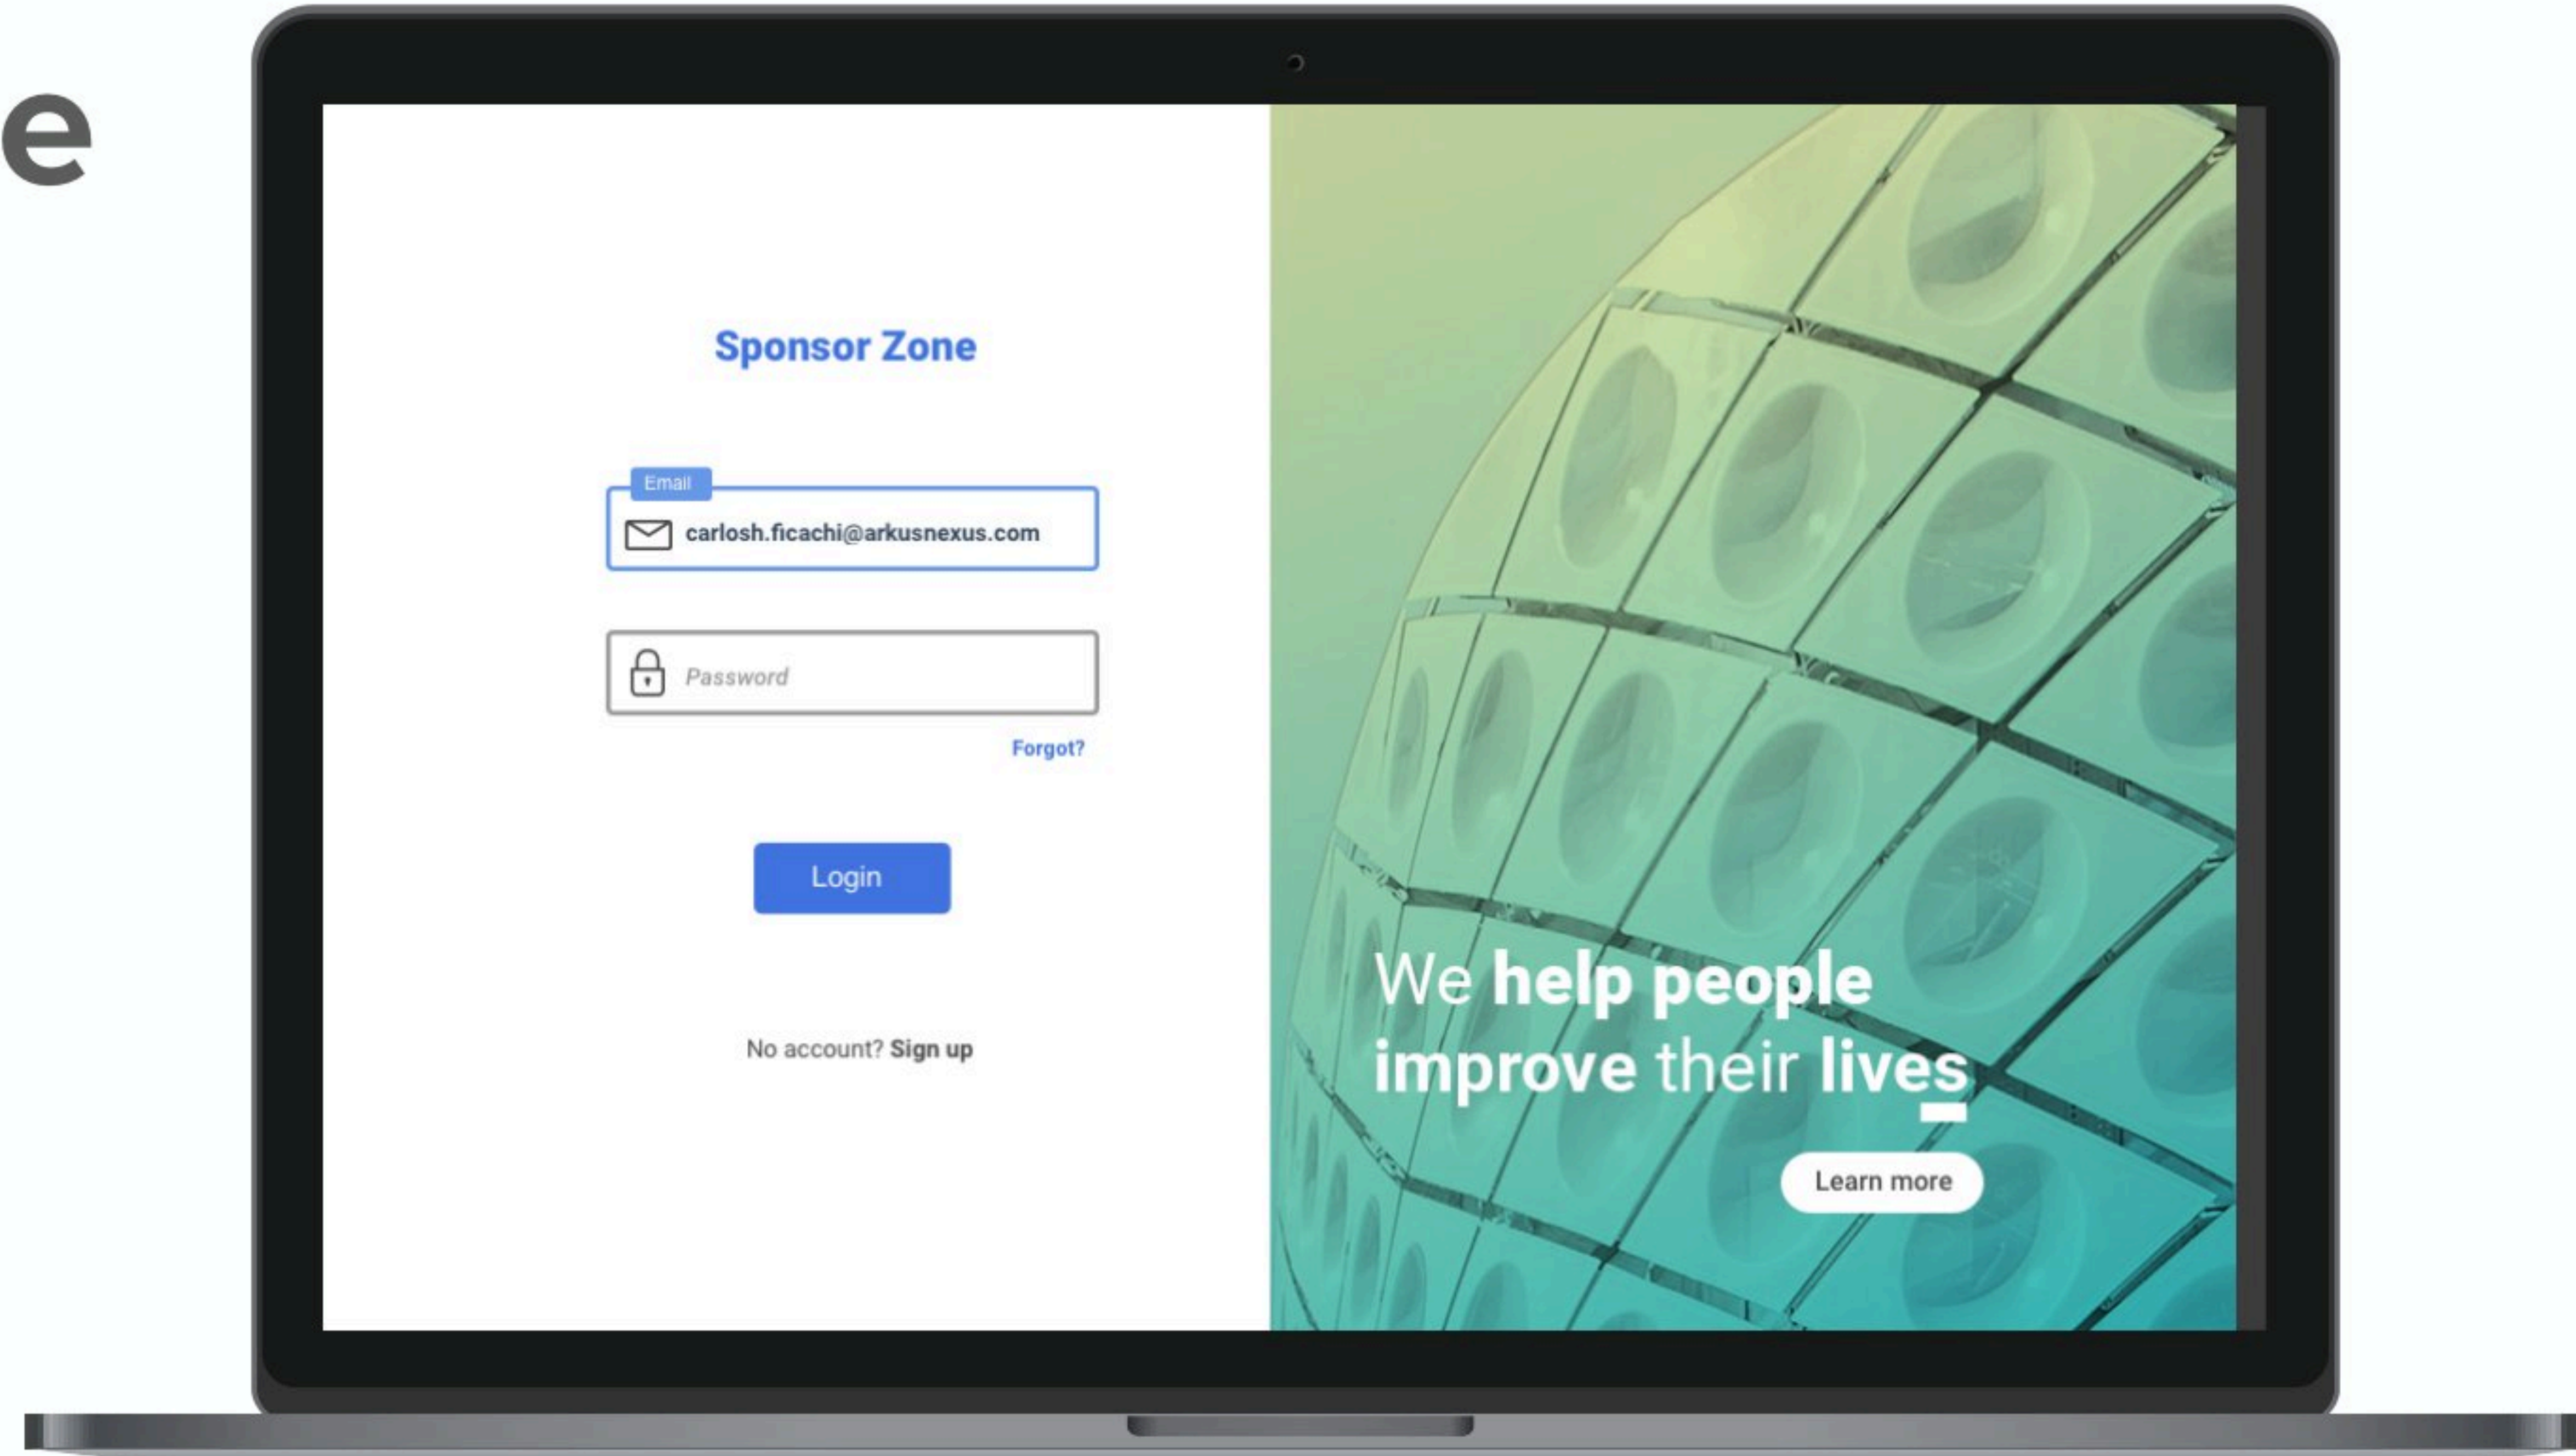 e
Sponsor Zone
Email
carlosh.ficachi@arkusnexus.com
Password
Forgot?
Login
No account? Sign up
We help people
improve their lives
Learn more